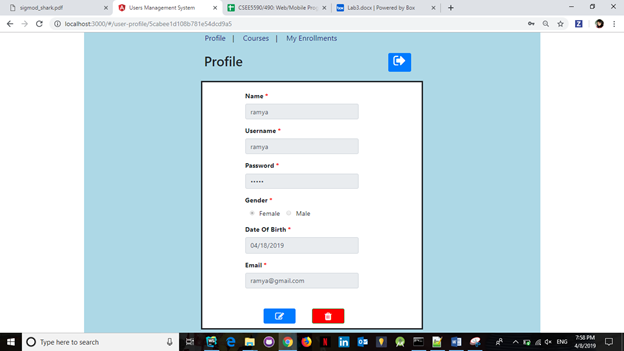 sigmod_shark.pdf
Users Management System
CSEE5590/490: Web/Mobile Prog
Lab3.docx | Powered by Box
localhost:3000/#/user-profile/5cabee1d108b781e54dcd9a5
Profile | Courses | My Enrollments
Profile
Name *
ramya
Username *
ramya
Password *
•••••
Gender *
Female Male
Date Of Birth *
04/18/2019
Email *
ramya@gmail.com
Type here to search
ENG
7:58 PM
4/8/2019